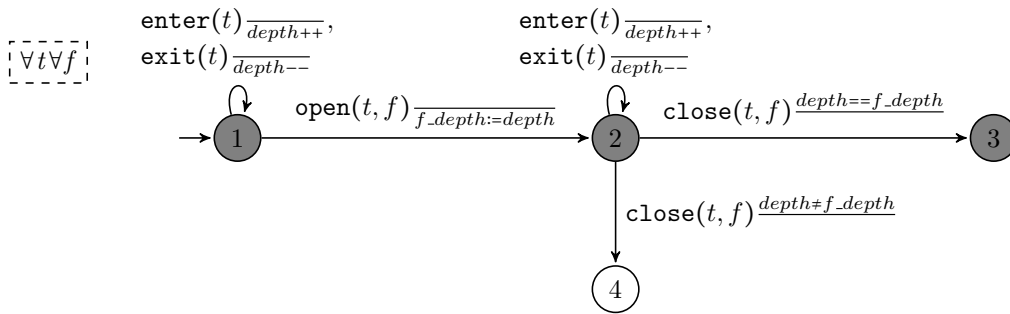 enter(t) depth++, enter(t) depth++,
∀t∀f exit(t) depth-- exit(t) depth--
open(t, f) f_depth:=depth close(t, f) depth==f_depth
1 2 3
close(t, f) depth≠f_depth
4